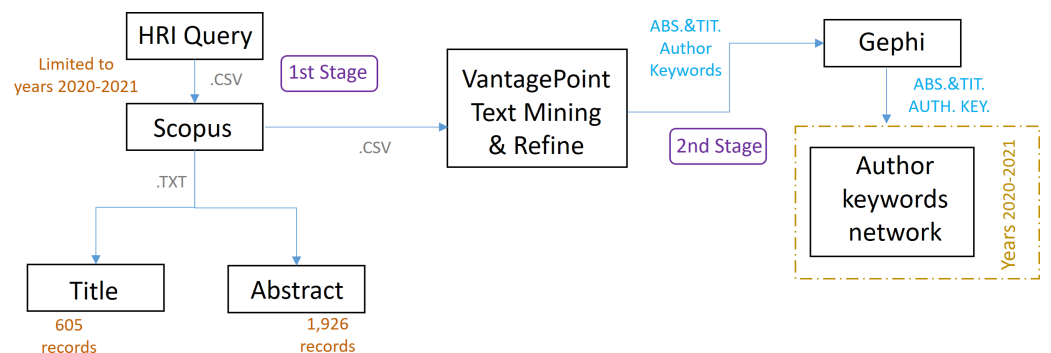 HRI Query
Limited to
years 2020-2021
.CSV
1st Stage
Scopus
.CSV
VantagePoint
Text Mining
& Refine
ABS.&TIT.
Author
Keywords
2nd Stage
Gephi
ABS.&TIT.
AUTH. KEY.
Author
keywords
network
Years 2020-2021
.TXT
Title
605
records
Abstract
1,926
records